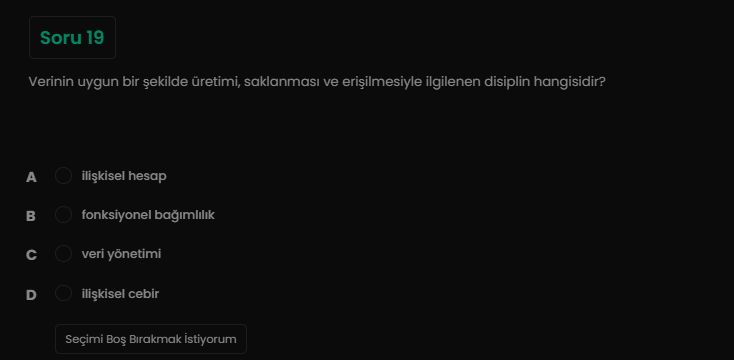 Soru 19
Verinin uygun bir şekilde üretimi, saklanması ve erişilmesiyle ilgilenen disiplin hangisidir?
A ilişkisel hesap
B fonksiyonel bağımlılık
C veri yönetimi
D ilişkisel cebir
Seçimi Boş Bırakmak İstiyorum